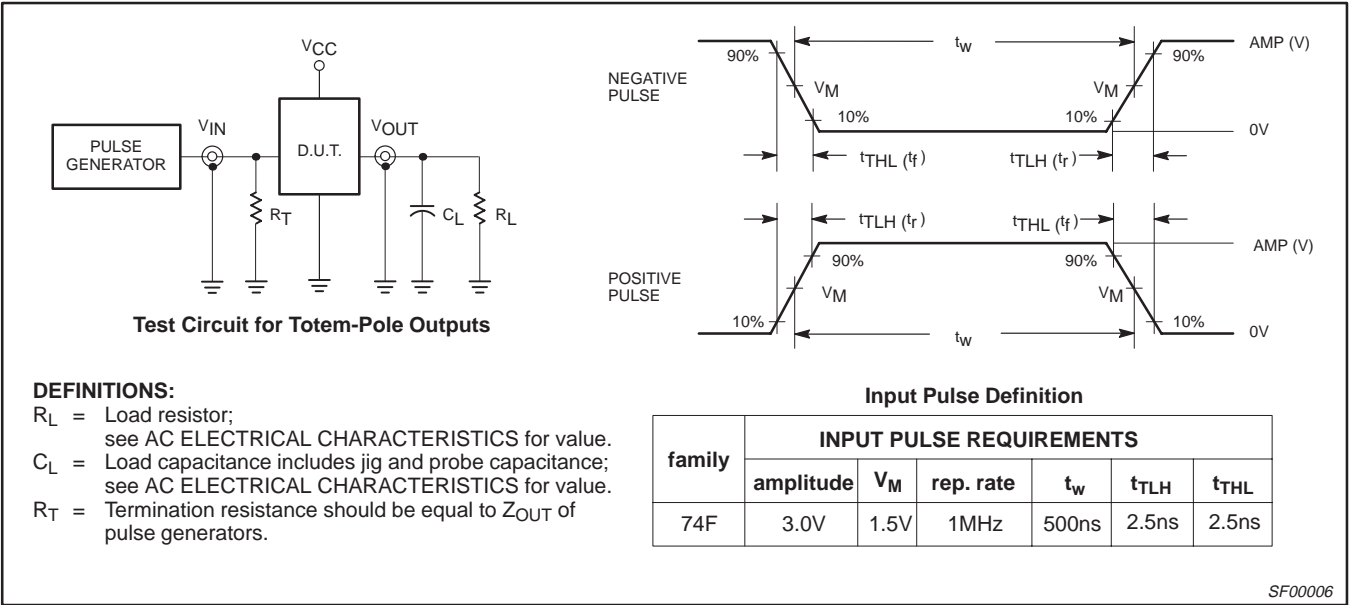 VCC
VIN
VOUT
PULSE
GENERATOR
D.U.T.
RT
CL
RL
Test Circuit for Totem-Pole Outputs
NEGATIVE
PULSE
90%
tW
90%
AMP (V)
VM
VM
10%
10%
0V
tTHL (tf)
tTLH (tr)
tTLH (tr)
tTHL (tf)
AMP (V)
POSITIVE
PULSE
90%
90%
VM
VM
10%
10%
tW
0V
Input Pulse Definition
DEFINITIONS:
RL = Load resistor;
see AC ELECTRICAL CHARACTERISTICS for value.
CL = Load capacitance includes jig and probe capacitance;
see AC ELECTRICAL CHARACTERISTICS for value.
RT = Termination resistance should be equal to ZOUT of
pulse generators.
family INPUT PULSE REQUIREMENTS
amplitude VM rep. rate tw tTLH tTHL
74F 3.0V 1.5V 1MHz 500ns 2.5ns 2.5ns
SF00006